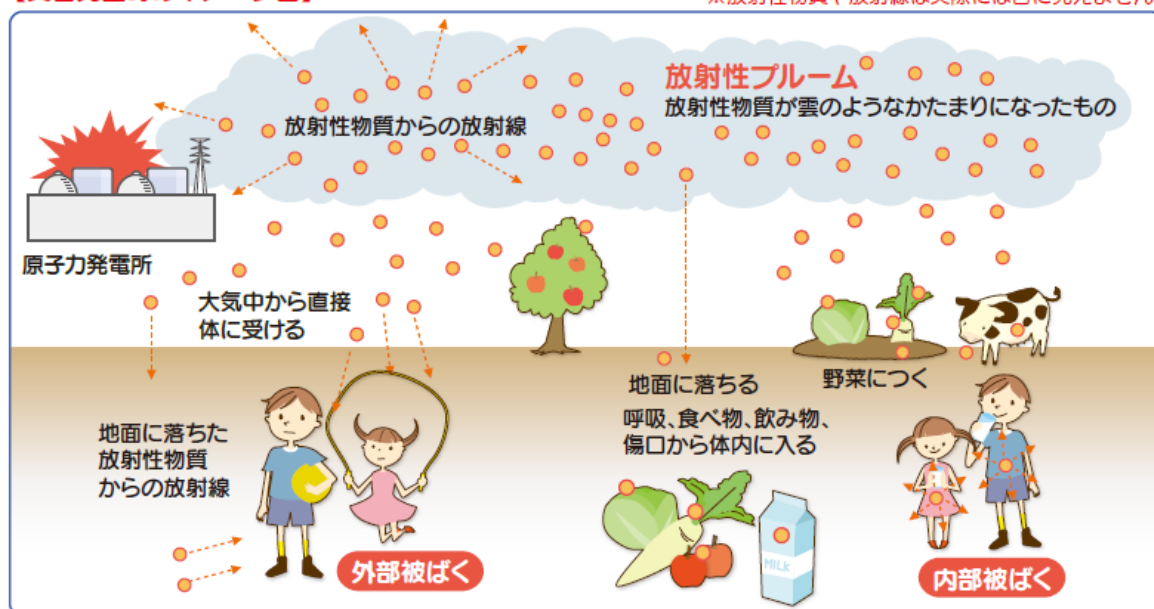 放射性プルーム
放射性物質が雲のようなかたまりになったもの
放射性物質からの放射線
原子力発電所
大気中から直接
体に受ける
地面に落ちる
野菜につく
呼吸、食べ物、飲み物、
傷口から体内に入る
地面に落ちた
放射性物質
からの放射線
MILK
外部被ばく
内部被ばく